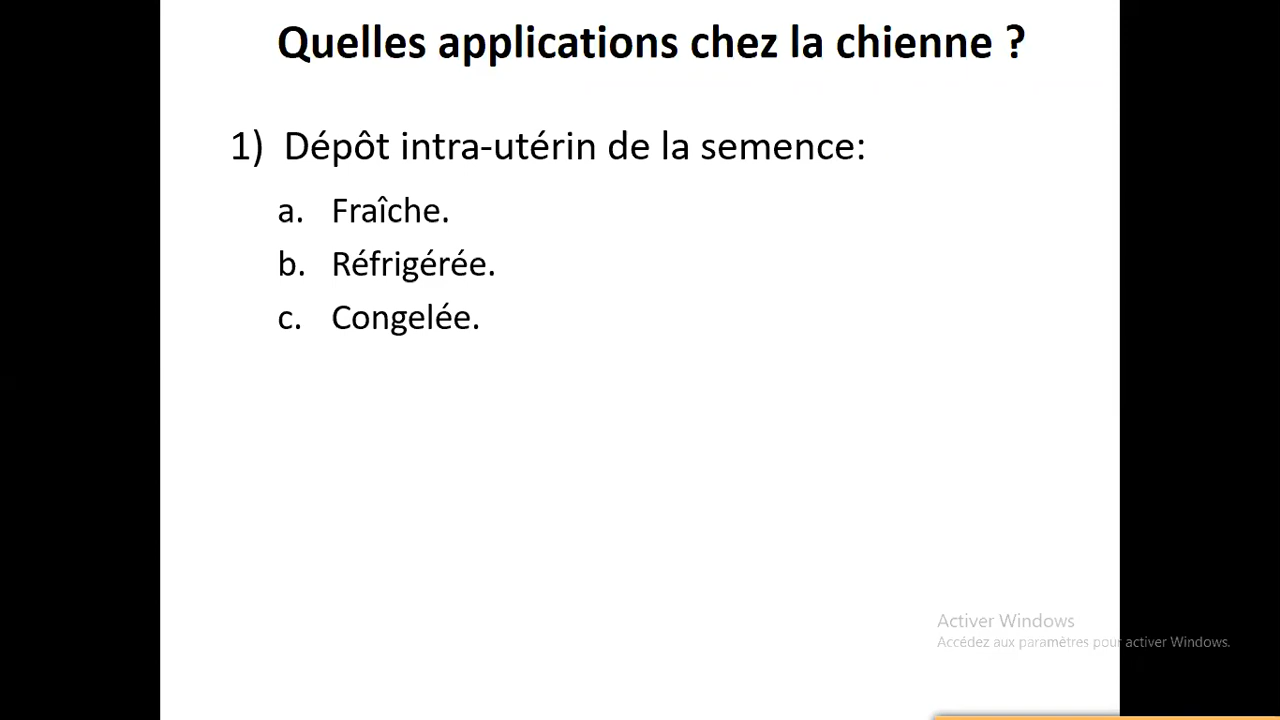 Quelles applications chez la chienne ?
1) Dépôt intra-utérin de la semence:
a. Fraîche.
b. Réfrigérée.
c. Congelée.
Activer Windows
Accédez aux paramètres pour activer Windows.